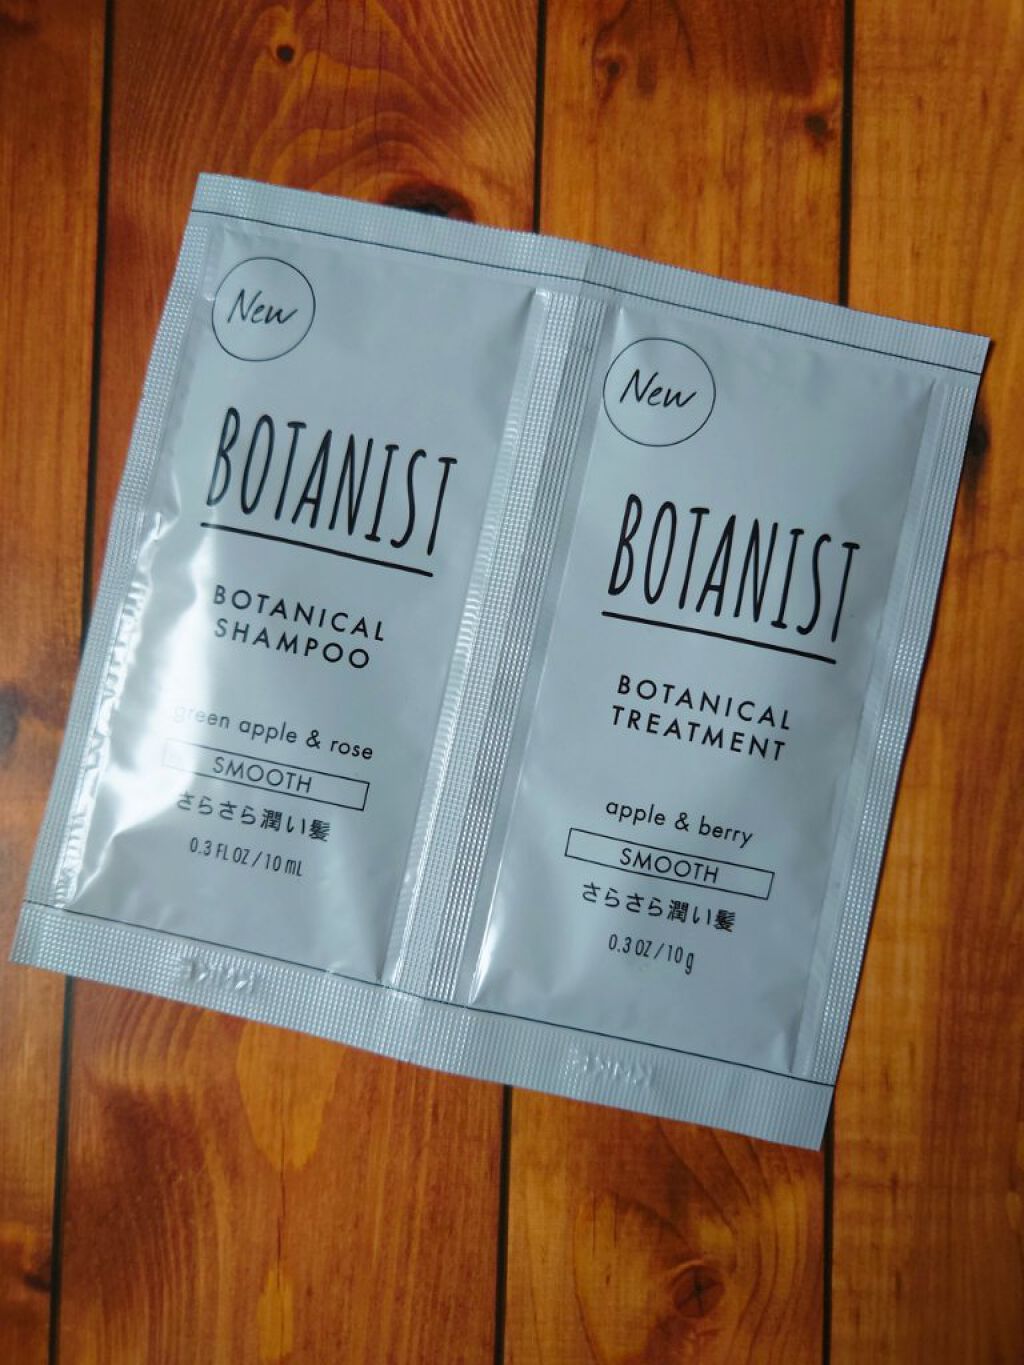 New
BOTANIST
BOTANICAL
SHAMPOO
green apple & rose
SMOOTH
さらさら潤い髪
0.3 FL OZ / 10 mL
New
BOTANIST
BOTANICAL
TREATMENT
apple & berry
SMOOTH
さらさら潤い髪
0.3 OZ / 10 g